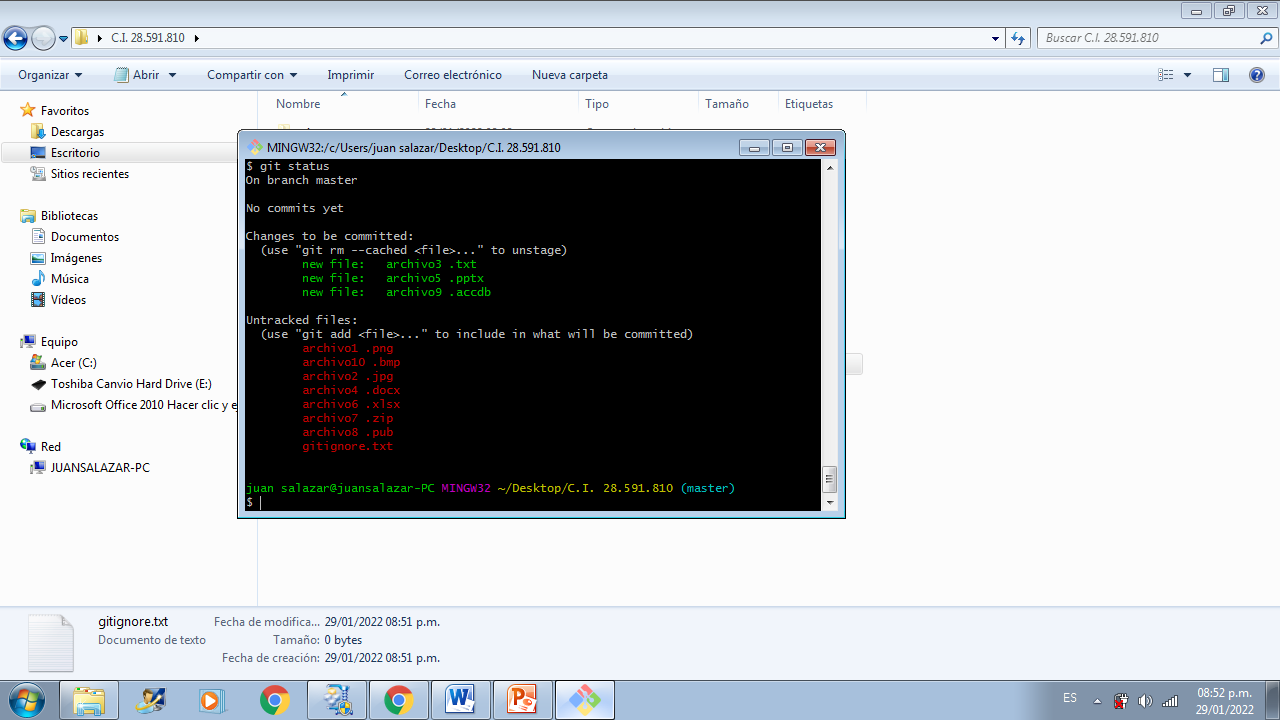 C.I. 28.591.810
Buscar C.I. 28.591.810
Organizar
Abrir
Compartir con
Imprimir
Correo electrónico
Nueva carpeta
Nombre
Fecha
Tipo
Tamaño
Etiquetas
Favoritos
Descargas
Escritorio
Sitios recientes
Bibliotecas
Documentos
Imágenes
Música
Vídeos
Equipo
Acer (C:)
Toshiba 2.mp Hard Drive (E:)
Microsoft Office 2010 Hacer clic y e
Red
JUANSALAZAR-PC
MINGW32:/c/Users/juan salazar/Desktop/C.I. 28.591.810
$ git status
On branch master
No commits yet
Changes to be committed:
(use "git rm --cached <file>..." to unstage)
new file:   archivo3 .txt
new file:   archivo5 .pptx
new file:   archivo9 .accdb
Untracked files:
(use "git add <file>..." to include in what will be committed)
archivo1 .png
archivo10 .bmp
archivo2 .jpg
archivo4 .docx
archivo6 .xlsx
archivo7 .zip
archivo8 .pub
gitignore.txt
juan salazar@juansalazar-PC MINGW32 ~/Desktop/C.I. 28.591.810 (master)
$
gitignore.txt
Documento de texto
Fecha de modifica... 29/01/2022 08:51 p.m.
Tamaño: 0 bytes
Fecha de creación: 29/01/2022 08:51 p.m.
ES
08:52 p.m.
29/01/2022